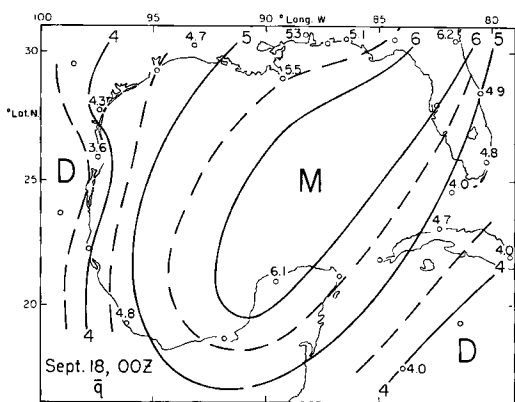 100 95 90 °Long. W 85 80
30 4 4 4.7 5 53 5.1 6 6.2 6 5
5.5
°Lat. N. 4.3 4.9
3.6 4.8
25 D M 4.0
4.7
4.0
6.1 4
20 4.8
4 D
Sept. 18, 00Z 4.0
q̄ 4